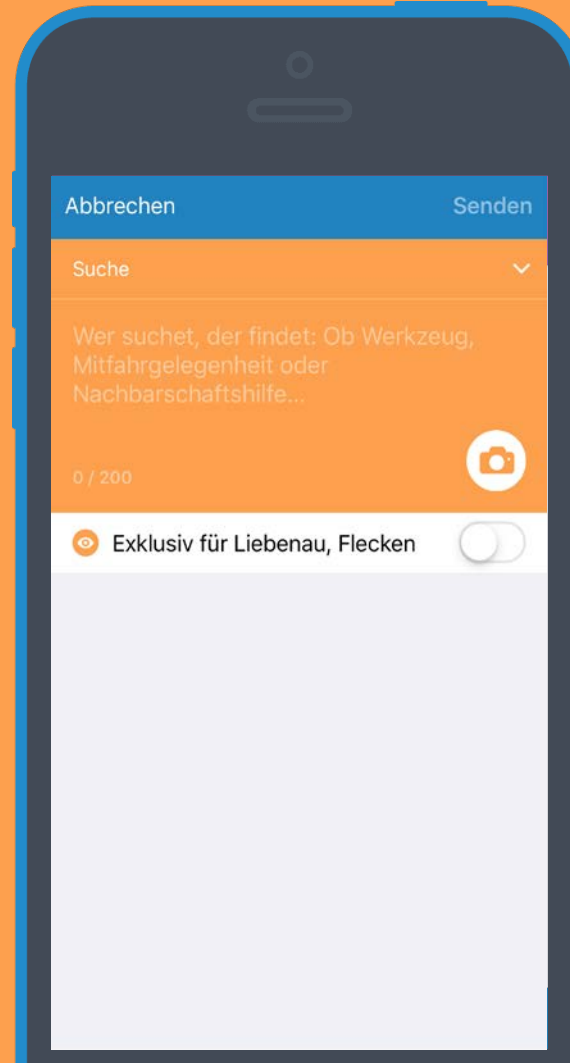 Abbrechen Senden
Suche
Wer suchet, der findet: Ob Werkzeug,
Mitfahrgelegenheit oder
Nachbarschaftshilfe...
0 / 200
Exklusiv für Liebenau, Flecken